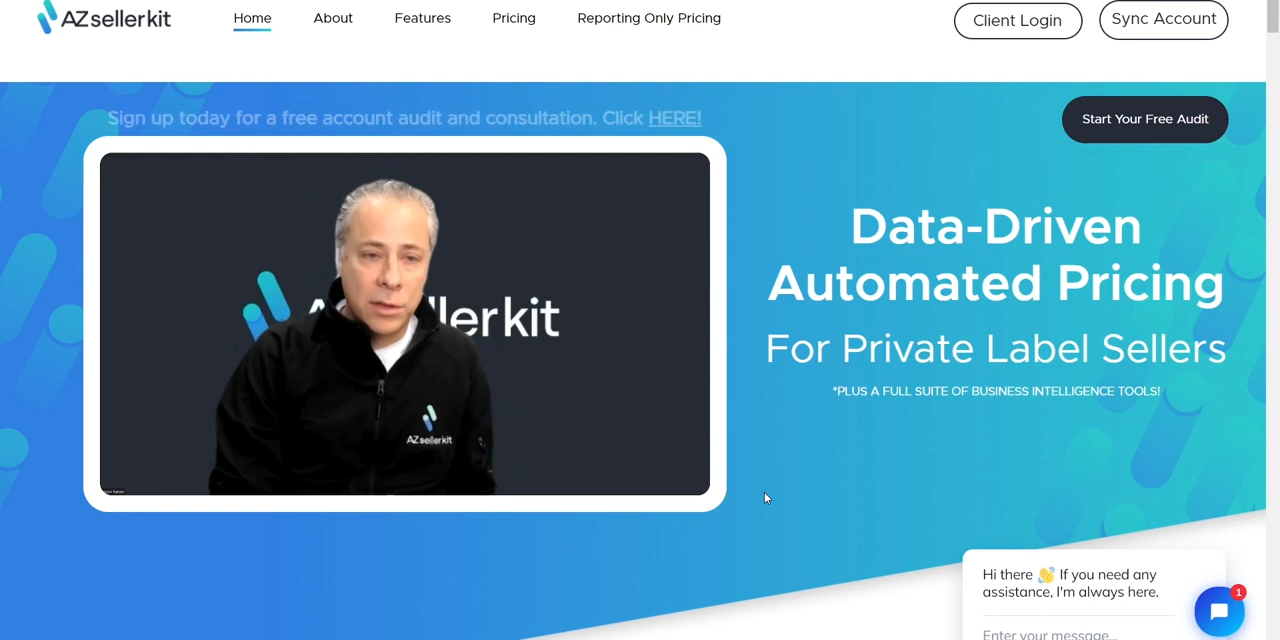 AZsellerkit
Home
About
Features
Pricing
Reporting Only Pricing
Client Login
Sync Account
Sign up today for a free account audit and consultation. Click HERE!
Start Your Free Audit
Data-Driven
Automated Pricing
For Private Label Sellers
*PLUS A FULL SUITE OF BUSINESS INTELLIGENCE TOOLS!
llerkit
AZsellerkit
Hi there 👋 If you need any
assistance, I'm always here.
1
Enter your message...